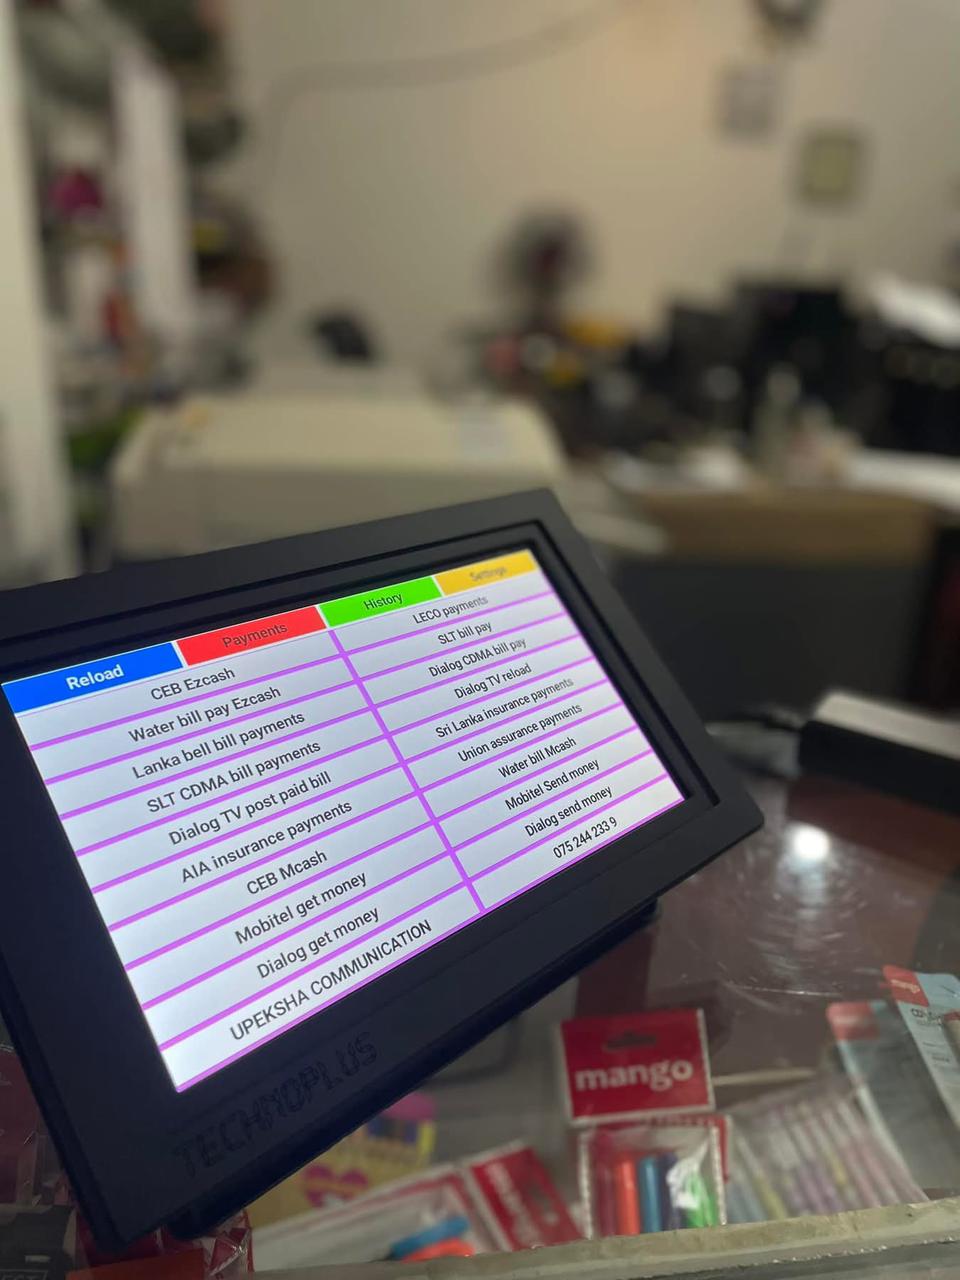 Reload
Payments
History
Settings
CEB Ezcash
LECO payments
Water bill pay Ezcash
SLT bill pay
Lanka bell bill payments
Dialog CDMA bill pay
SLT CDMA bill payments
Dialog TV reload
Dialog TV post paid bill
Sri Lanka insurance payments
AIA insurance payments
Union assurance payments
CEB Mcash
Water bill Mcash
Mobitel get money
Mobitel Send money
Dialog get money
Dialog send money
UPEKSHA COMMUNICATION
075 244 233 9
TECHNOPLUS
mango